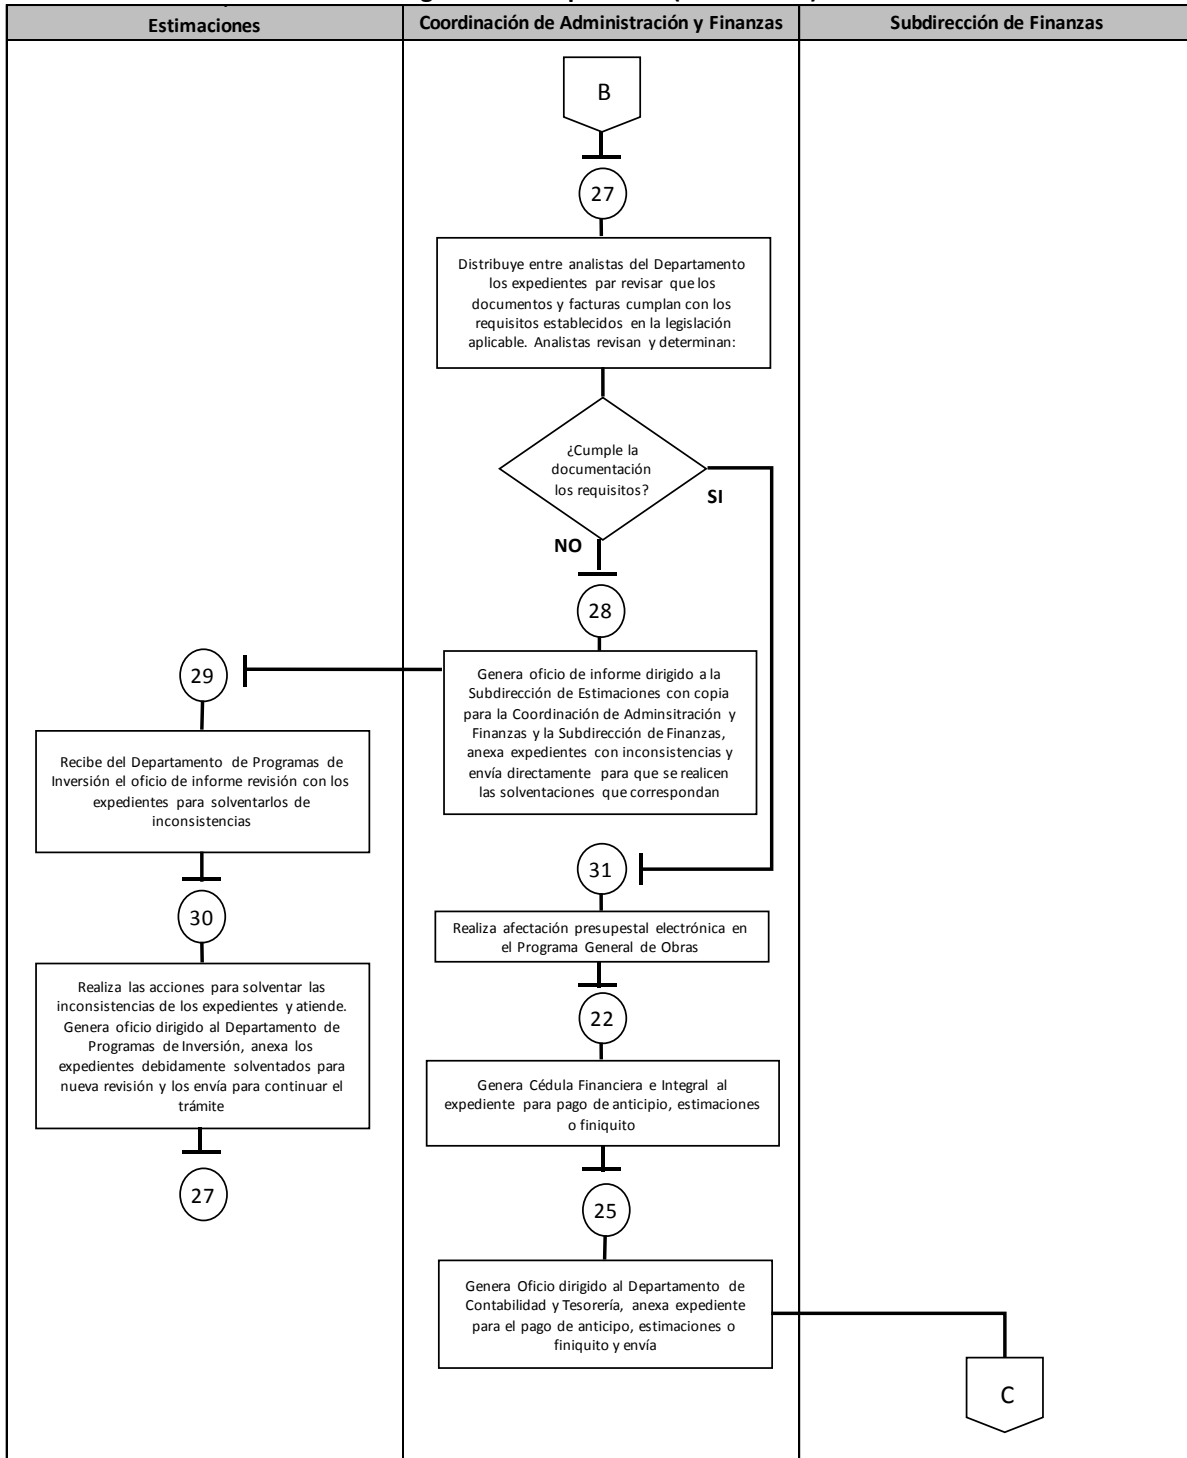 Estimaciones
Coordinación de Administración y Finanzas
Subdirección de Finanzas
B
27
Distribuye entre analistas del Departamento
los expedientes par revisar que los
documentos y facturas cumplan con los
requisitos establecidos en la legislación
aplicable. Analistas revisan y determinan:
¿Cumple la
documentación
los requisitos?
SI
NO
28
Genera oficio de informe dirigido a la
Subdirección de Estimaciones con copia
para la Coordinación de Adminsitración y
Finanzas y la Subdirección de Finanzas,
anexa expedientes con inconsistencias y
envía directamente para que se realicen
las solventaciones que correspondan
29
Recibe del Departamento de Programas de
Inversión el oficio de informe revisión con los
expedientes para solventarlos de
inconsistencias
30
Realiza las acciones para solventar las
inconsistencias de los expedientes y atiende.
Genera oficio dirigido al Departamento de
Programas de Inversión, anexa los
expedientes debidamente solventados para
nueva revisión y los envía para continuar el
trámite
27
31
Realiza afectación presupestal electrónica en
el Programa General de Obras
22
Genera Cédula Financiera e Integral al
expediente para pago de anticipio, estimaciones
o finiquito
25
Genera Oficio dirigido al Departamento de
Contabilidad y Tesorería, anexa expediente
para el pago de anticipo, estimaciones o
finiquito y envía
C